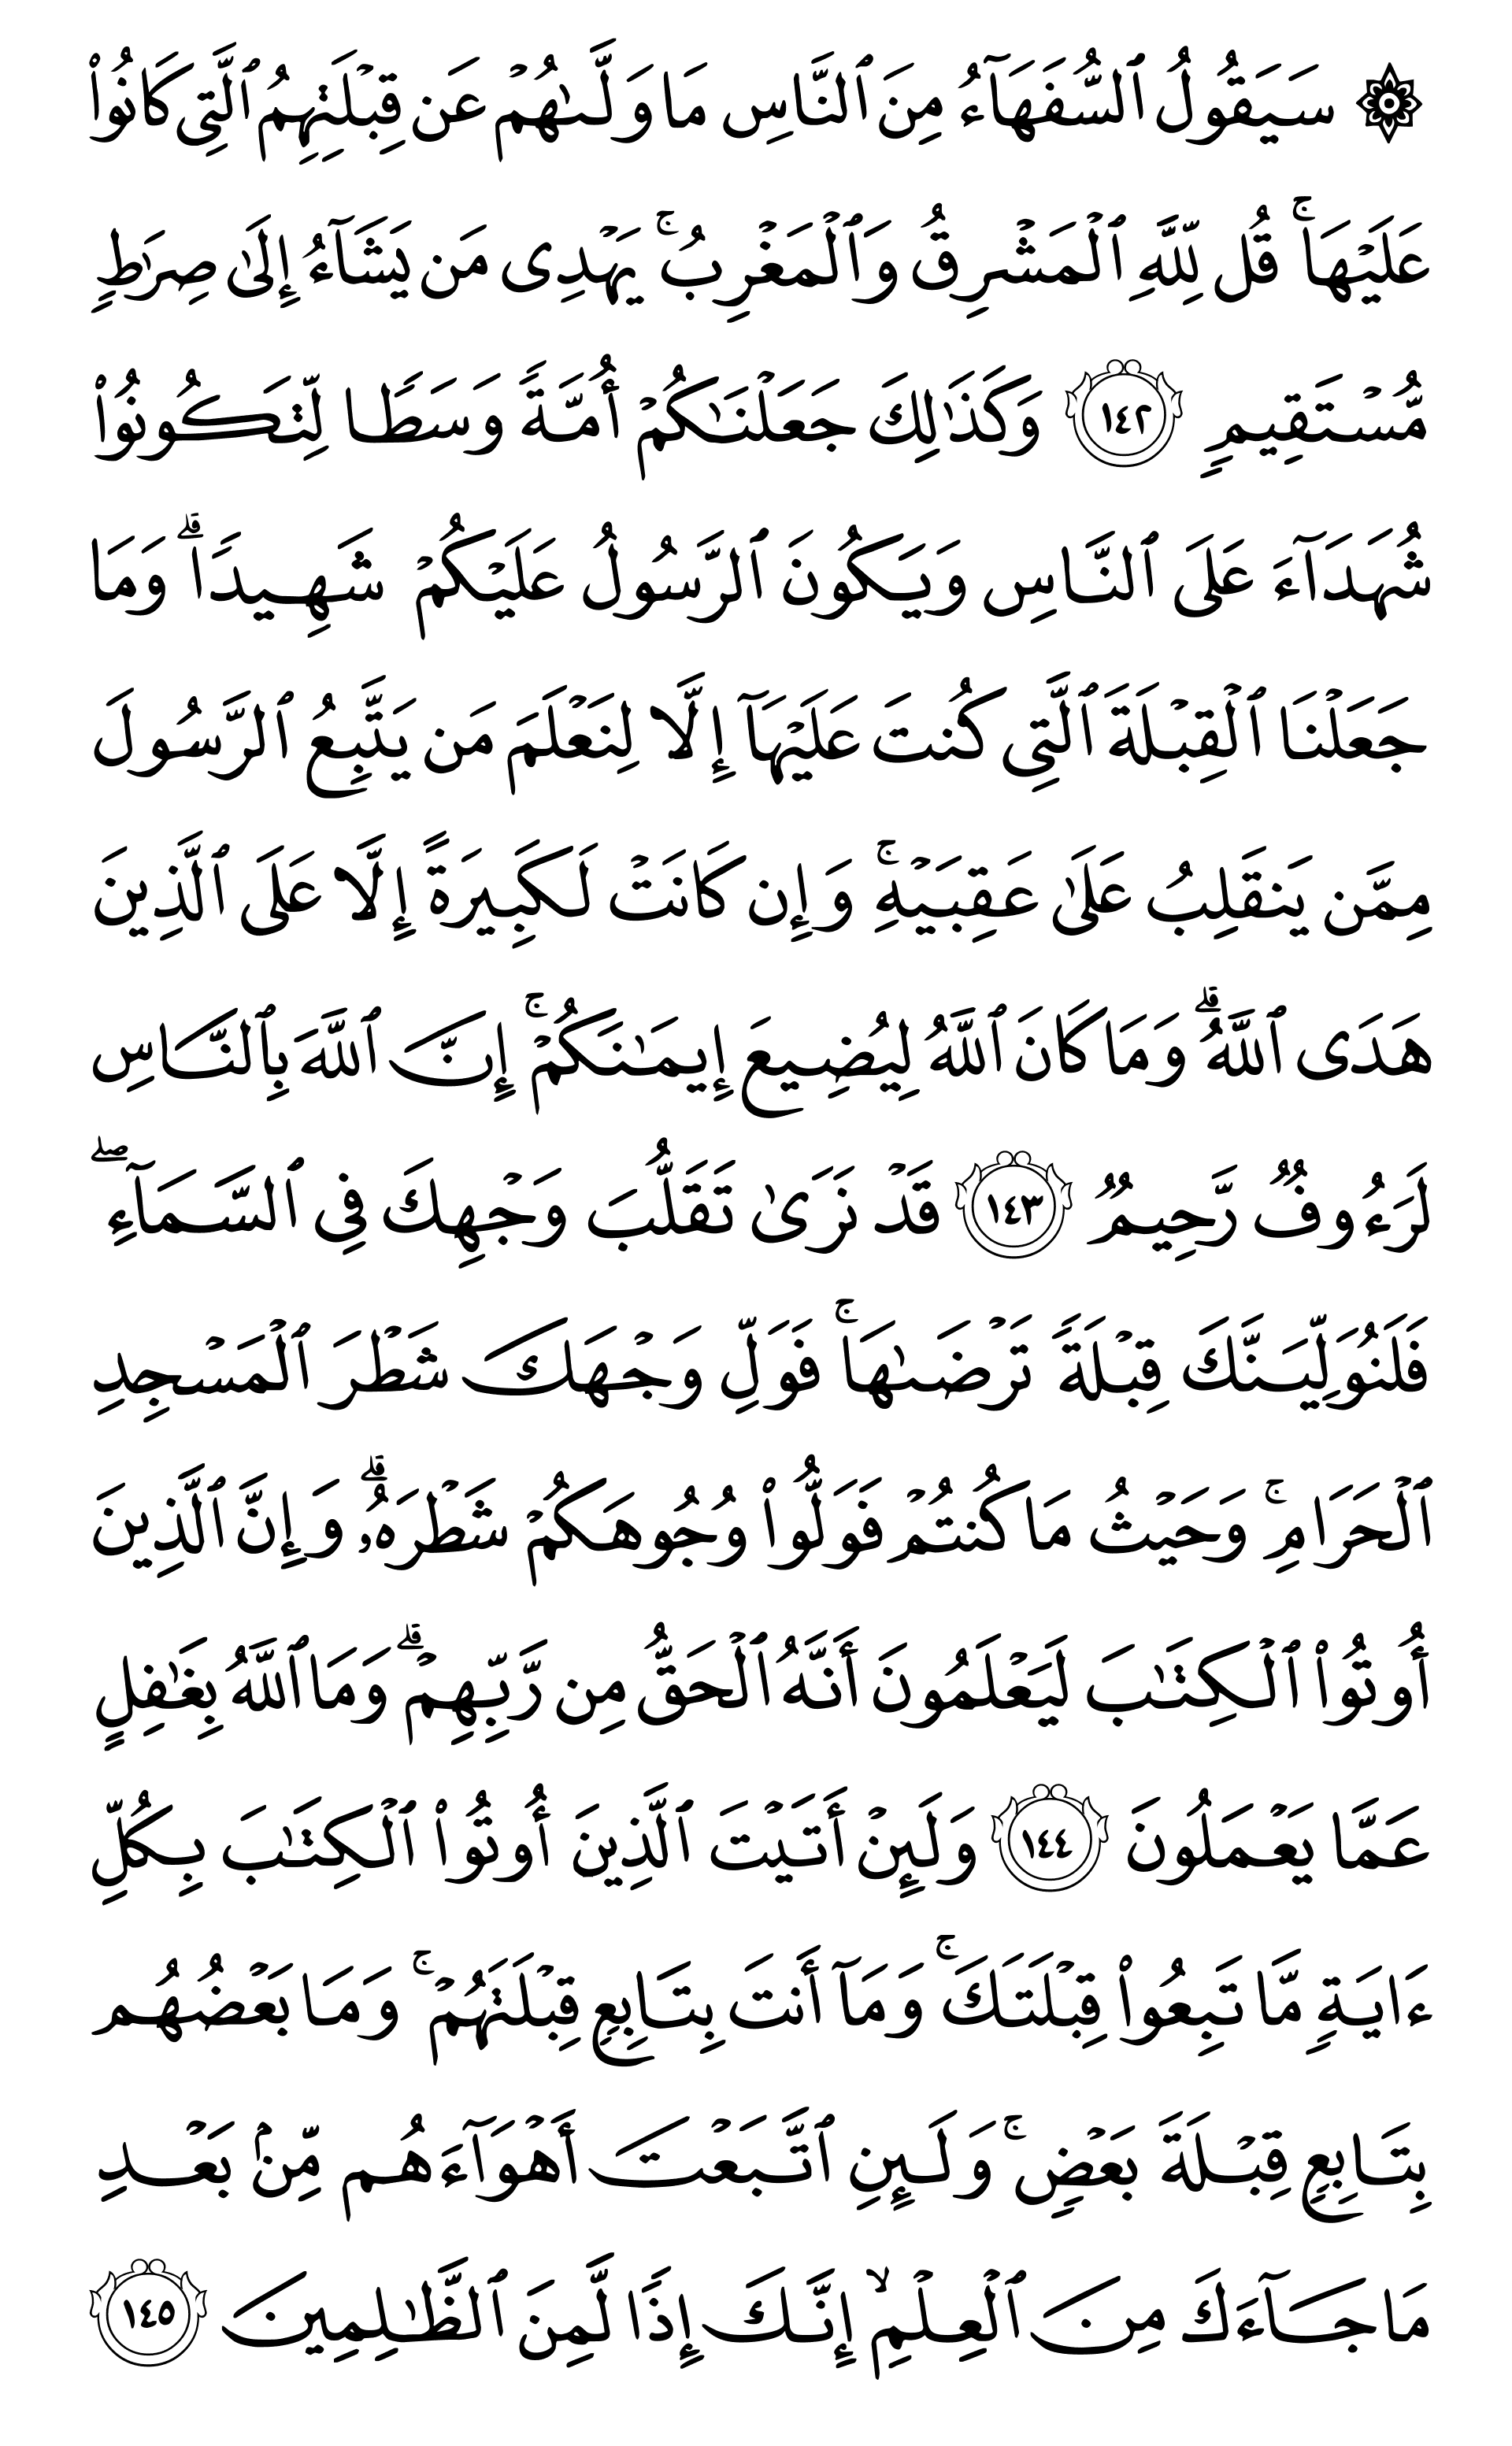 ۞ سَيَقُولُ ٱلسُّفَهَآءُ مِنَ ٱلنَّاسِ مَا وَلَّىٰهُمۡ عَن قِبۡلَتِهِمُ ٱلَّتِى كَانُوا۟
عَلَيۡهَاۚ قُل لِّلَّهِ ٱلۡمَشۡرِقُ وَٱلۡمَغۡرِبُۚ يَهۡدِى مَن يَشَآءُ إِلَىٰ صِرَٰطٍ
مُّسۡتَقِيمٍ ١٤٢ وَكَذَٰلِكَ جَعَلۡنَـٰكُمۡ أُمَّةً وَسَطًا لِّتَكُونُوا۟
شُهَدَآءَ عَلَى ٱلنَّاسِ وَيَكُونَ ٱلرَّسُولُ عَلَيۡكُمۡ شَهِيدًاۗ وَمَا
جَعَلۡنَا ٱلۡقِبۡلَةَ ٱلَّتِى كُنتَ عَلَيۡهَآ إِلَّا لِنَعۡلَمَ مَن يَتَّبِعُ ٱلرَّسُولَ
مِمَّن يَنقَلِبُ عَلَىٰ عَقِبَيۡهِۚ وَإِن كَانَتۡ لَكَبِيرَةً إِلَّا عَلَى ٱلَّذِينَ
هَدَى ٱللَّهُۗ وَمَا كَانَ ٱللَّهُ لِيُضِيعَ إِيمَـٰنَكُمۡۚ إِنَّ ٱللَّهَ بِٱلنَّاسِ
لَرَءُوفٌ رَّحِيمٌ ١٤٣ قَدۡ نَرَىٰ تَقَلُّبَ وَجۡهِكَ فِى ٱلسَّمَآءِۖ
فَلَنُوَلِّيَنَّكَ قِبۡلَةً تَرۡضَىٰهَاۚ فَوَلِّ وَجۡهَكَ شَطۡرَ ٱلۡمَسۡجِدِ
ٱلۡحَرَامِۚ وَحَيۡثُ مَا كُنتُمۡ فَوَلُّوا۟ وُجُوهَكُمۡ شَطۡرَهُۥۗ وَإِنَّ ٱلَّذِينَ
أُوتُوا۟ ٱلۡكِتَـٰبَ لَيَعۡلَمُونَ أَنَّهُ ٱلۡحَقُّ مِن رَّبِّهِمۡۗ وَمَا ٱللَّهُ بِغَـٰفِلٍ
عَمَّا يَعۡمَلُونَ ١٤٤ وَلَئِنۡ أَتَيۡتَ ٱلَّذِينَ أُوتُوا۟ ٱلۡكِتَـٰبَ بِكُلِّ
ءَايَةٍ مَّا تَبِعُوا۟ قِبۡلَتَكَۚ وَمَآ أَنتَ بِتَابِعٍ قِبۡلَتَهُمۡۚ وَمَا بَعۡضُهُم
بِتَابِعٍ قِبۡلَةَ بَعۡضٍۚ وَلَئِنِ ٱتَّبَعۡتَ أَهۡوَآءَهُم مِّنۢ بَعۡدِ
مَا جَآءَكَ مِنَ ٱلۡعِلۡمِۙ إِنَّكَ إِذًا لَّمِنَ ٱلظَّـٰلِمِينَ ١٤٥